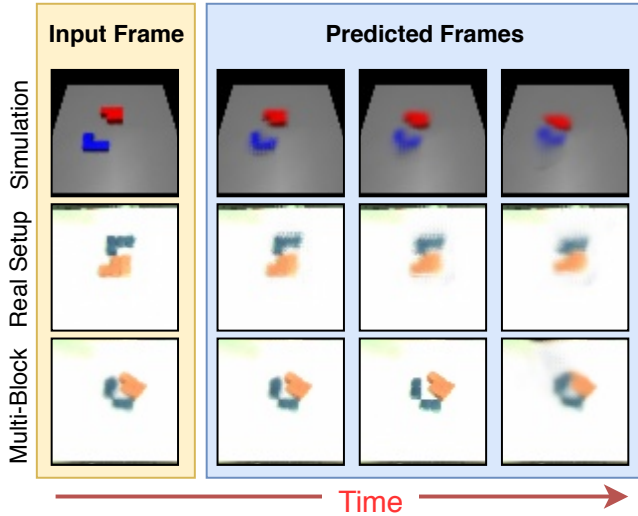 Input Frame
Predicted Frames
Simulation
Real Setup
Multi-Block
Time